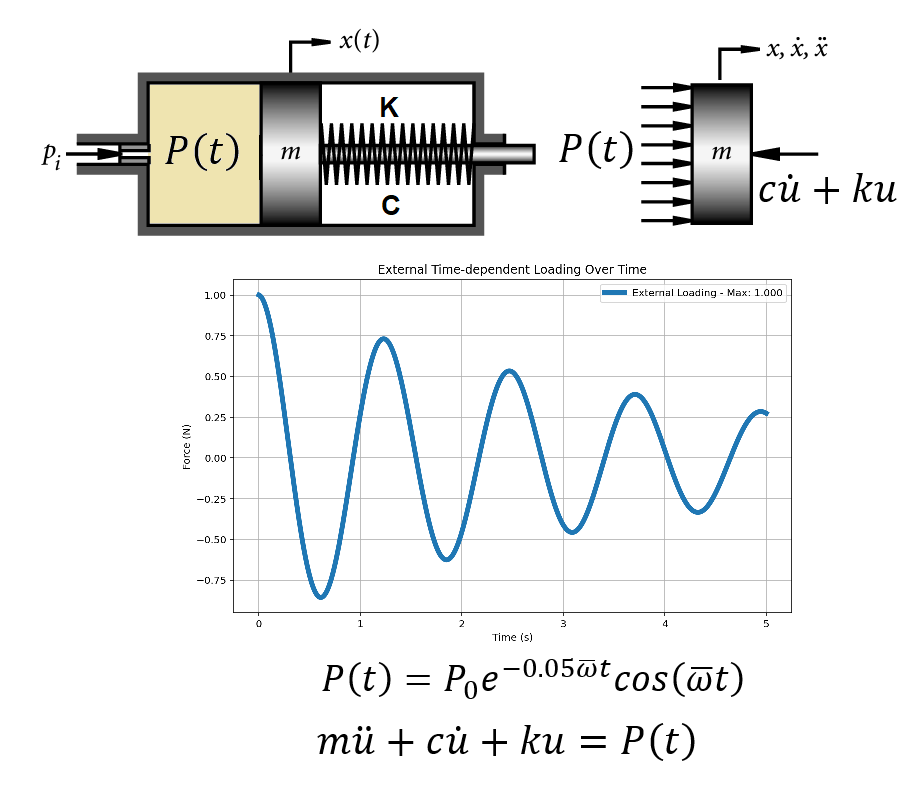 x(t)
x, ẋ, ẍ
K
p_i
P(t)
m
C
P(t)
m
cu̇ + ku
External Time-dependent Loading Over Time
External Loading - Max: 1.000
Force (N)
1.00
0.75
0.50
0.25
0.00
−0.25
−0.50
−0.75
0 1 2 3 4 5
Time (s)
P(t) = P₀e^{−0.05ω̅t}cos(ω̅t)
mü + cu̇ + ku = P(t)